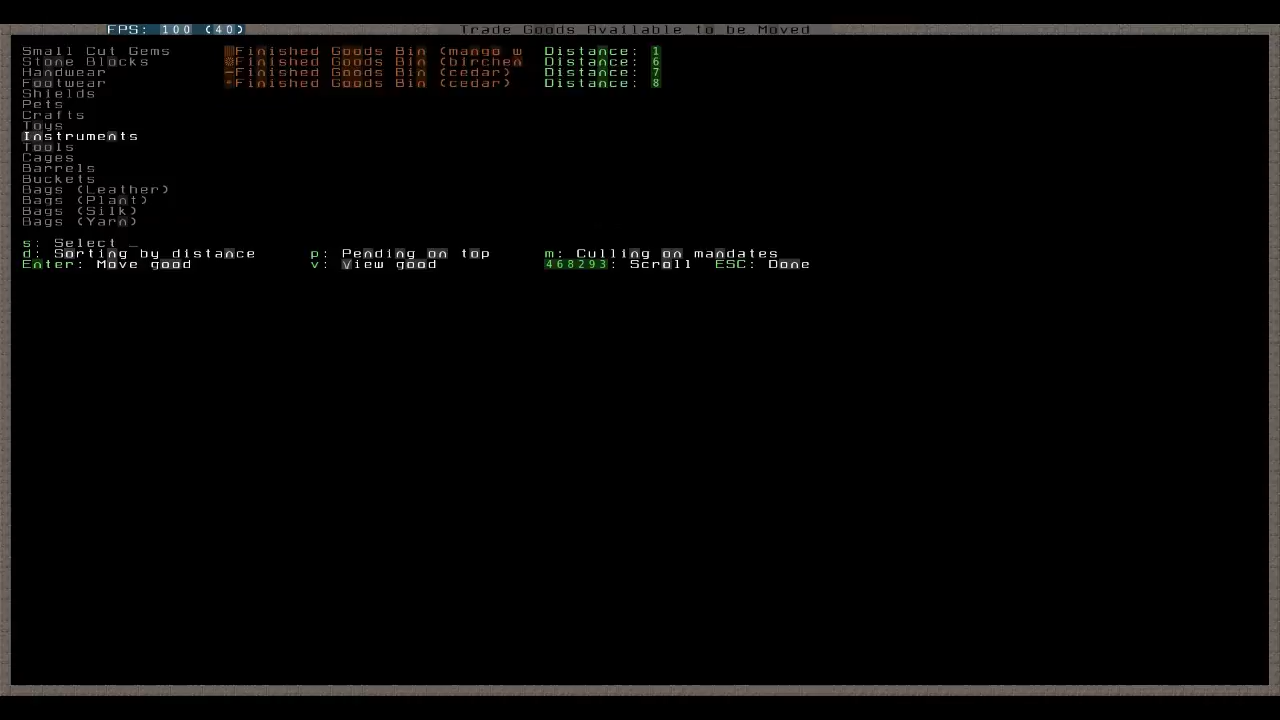 FPS: 100 (40) Trade Goods Available to be Moved
Small Cut Gems Finished Goods Bin (mango w Distance: 1
Stone Blocks Finished Goods Bin (birchen Distance: 6
Handwear Finished Goods Bin (cedar) Distance: 7
Footwear Finished Goods Bin (cedar) Distance: 8
Shields
Pets
Crafts
Toys
Instruments
Tools
Cages
Barrels
Buckets
Bags (Leather)
Bags (Plant)
Bags (Silk)
Bags (Yarn)
s: Select _
d: Sorting by distance p: Pending on top m: Culling on mandates
Enter: Move good v: View good 468293: Scroll ESC: Done